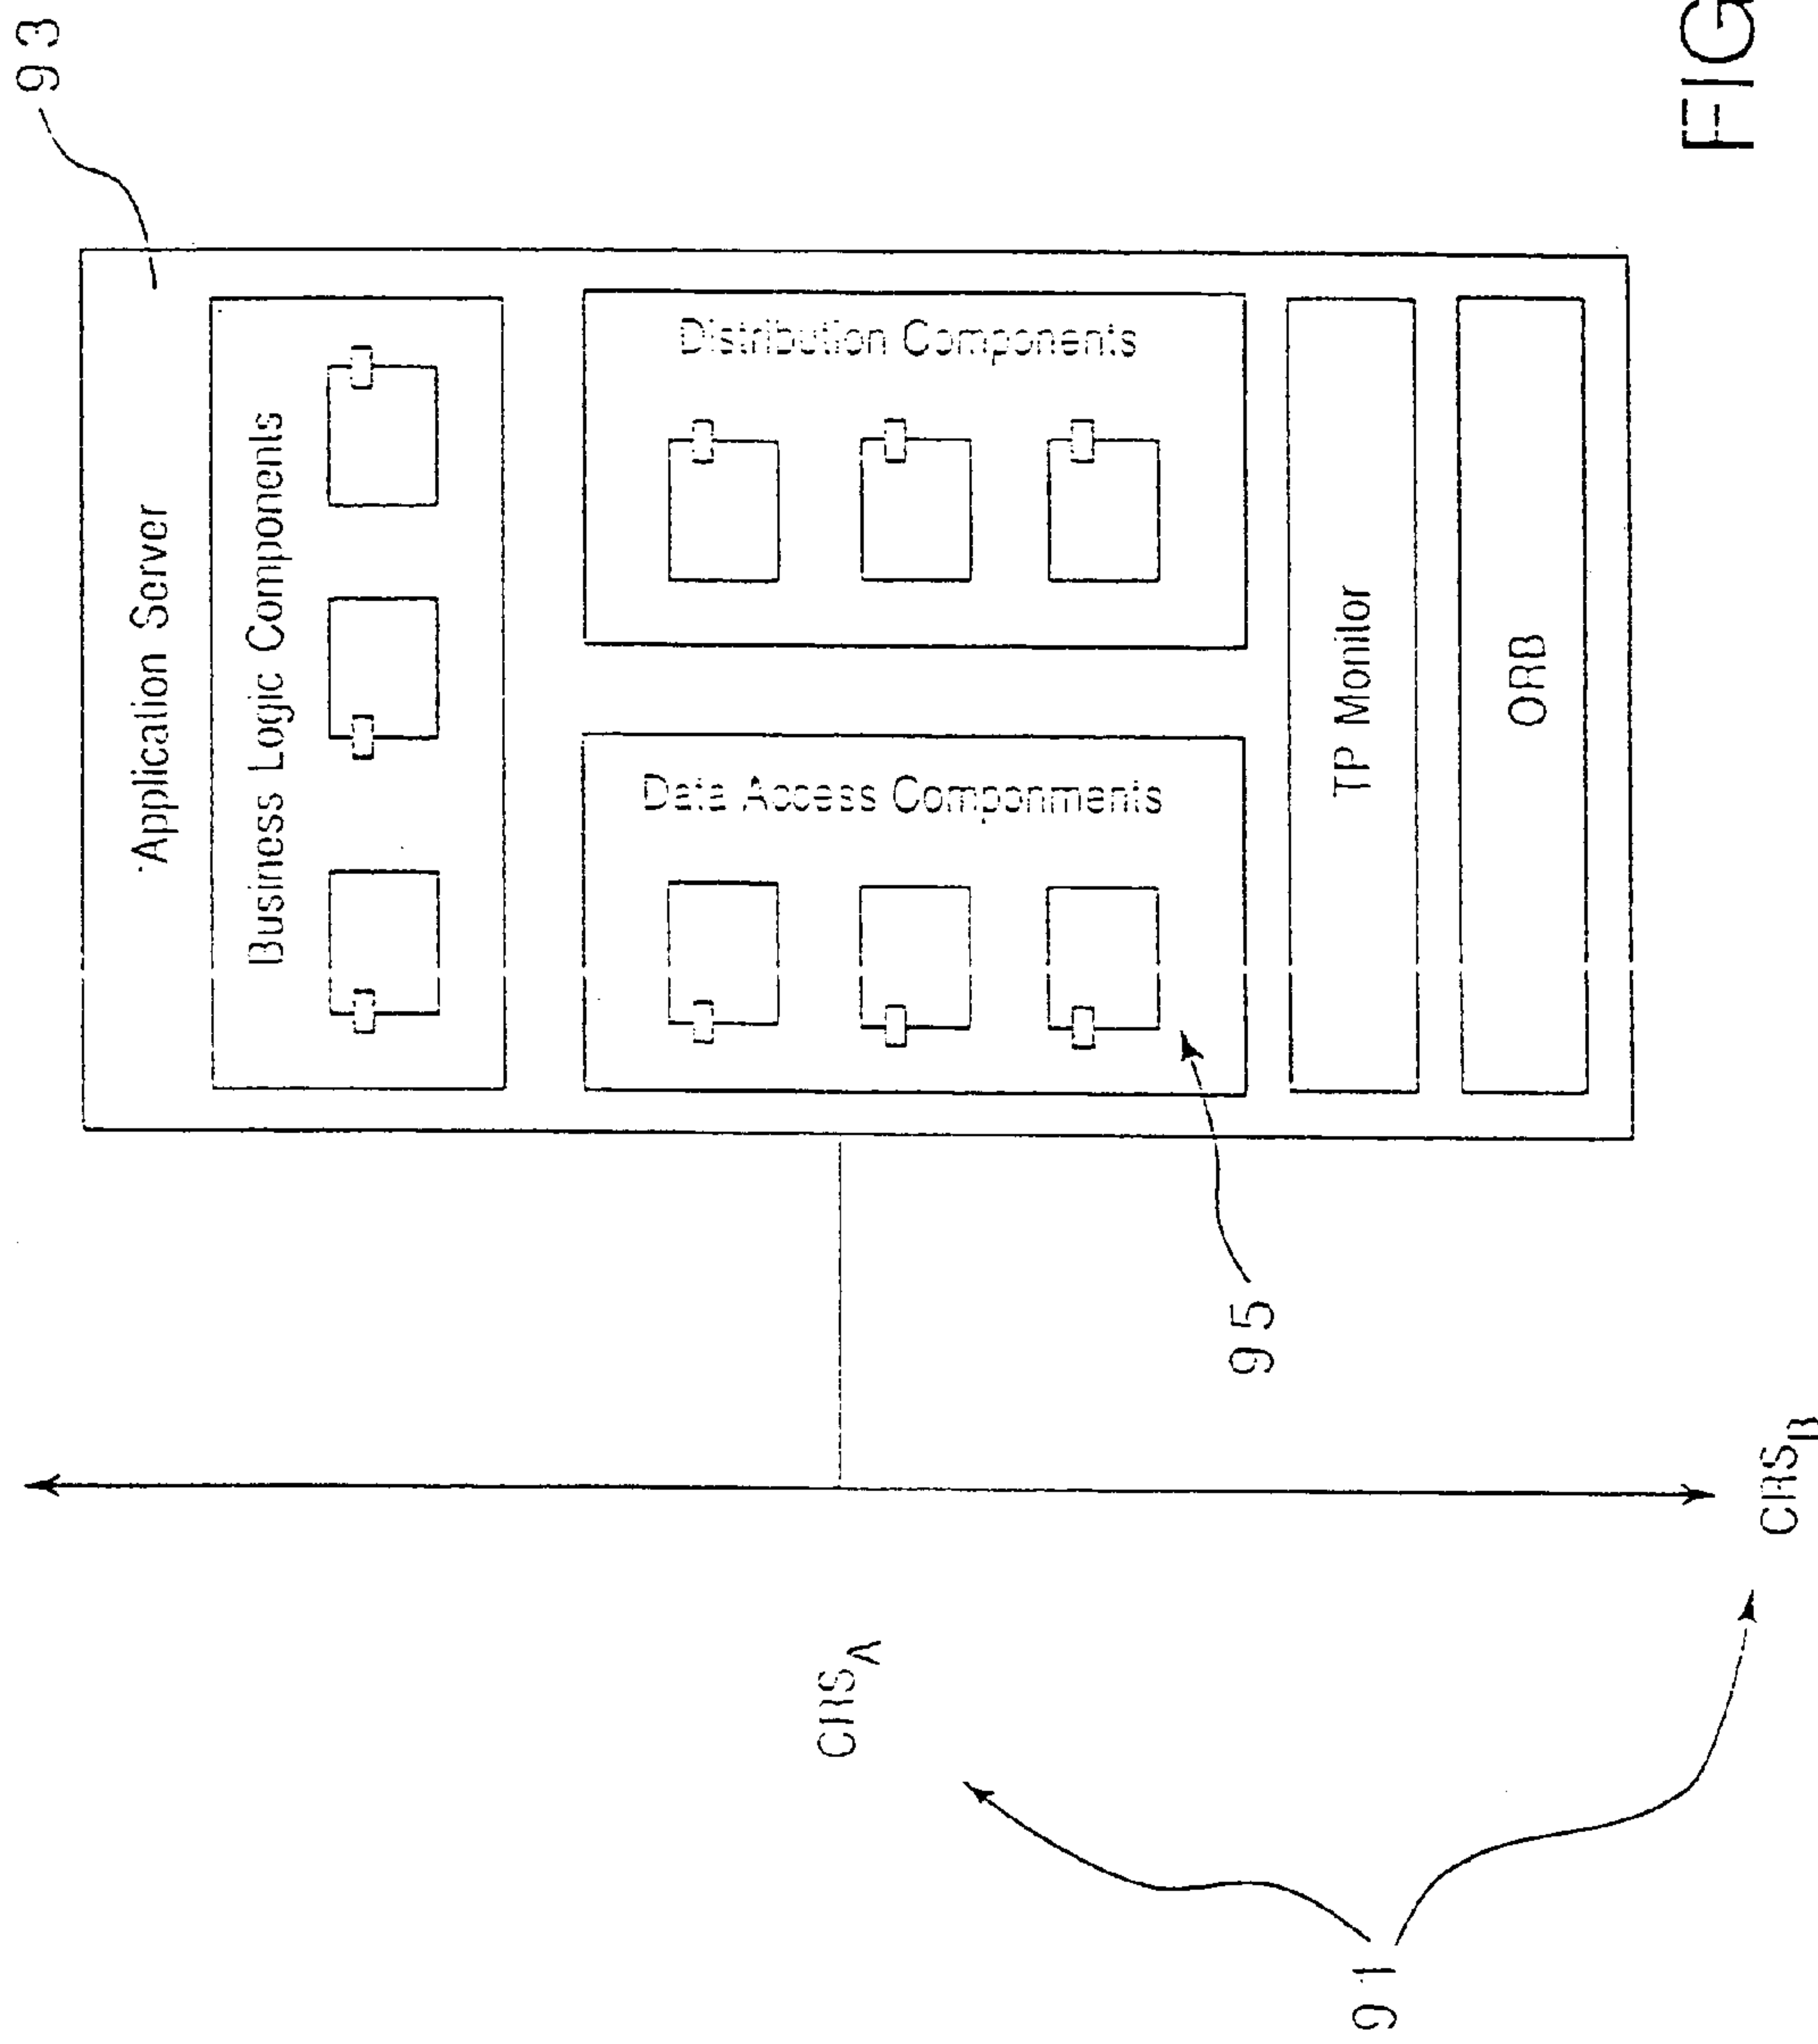 93
Application Server
Business Logic Components
Data Access Componments
Distribution Components
TP Monitor
ORB
95
CRS_A
CRS_B
91
FIG